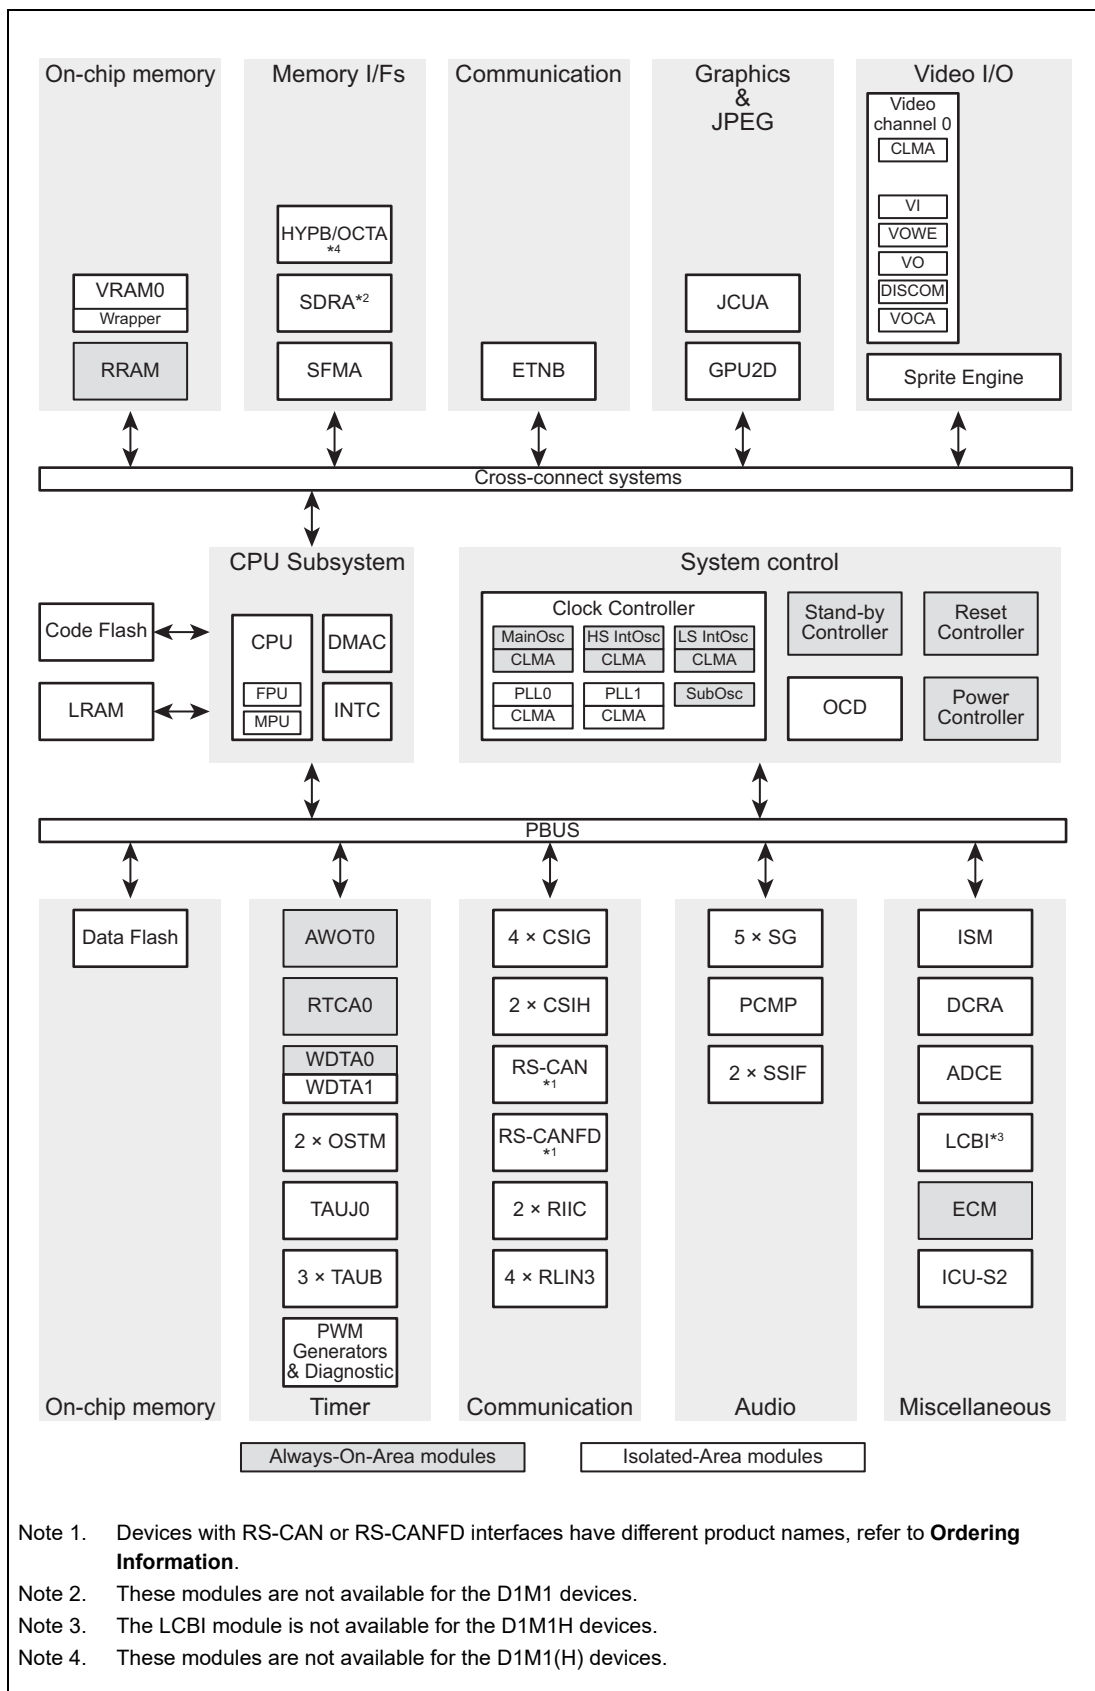 On-chip memory
Memory I/Fs
Communication
Graphics
&
JPEG
Video I/O
Video
channel 0
CLMA
VI
VOWE
VO
DISCOM
VOCA
HYPB/OCTA
*4
VRAM0
Wrapper
SDRA*2
JCUA
RRAM
SFMA
ETNB
GPU2D
Sprite Engine
Cross-connect systems
CPU Subsystem
System control
Code Flash
LRAM
CPU
FPU
MPU
DMAC
INTC
Clock Controller
MainOsc
CLMA
HS IntOsc
CLMA
LS IntOsc
CLMA
PLL0
CLMA
PLL1
CLMA
SubOsc
Stand-by
Controller
Reset
Controller
OCD
Power
Controller
PBUS
Data Flash
AWOT0
RTCA0
WDTA0
WDTA1
2 × OSTM
TAUJ0
3 × TAUB
PWM
Generators
& Diagnostic
4 × CSIG
2 × CSIH
RS-CAN
*1
RS-CANFD
*1
2 × RIIC
4 × RLIN3
5 × SG
PCMP
2 × SSIF
ISM
DCRA
ADCE
LCBI*3
ECM
ICU-S2
On-chip memory
Timer
Communication
Audio
Miscellaneous
Always-On-Area modules
Isolated-Area modules
Note 1. Devices with RS-CAN or RS-CANFD interfaces have different product names, refer to Ordering
Information.
Note 2. These modules are not available for the D1M1 devices.
Note 3. The LCBI module is not available for the D1M1H devices.
Note 4. These modules are not available for the D1M1(H) devices.